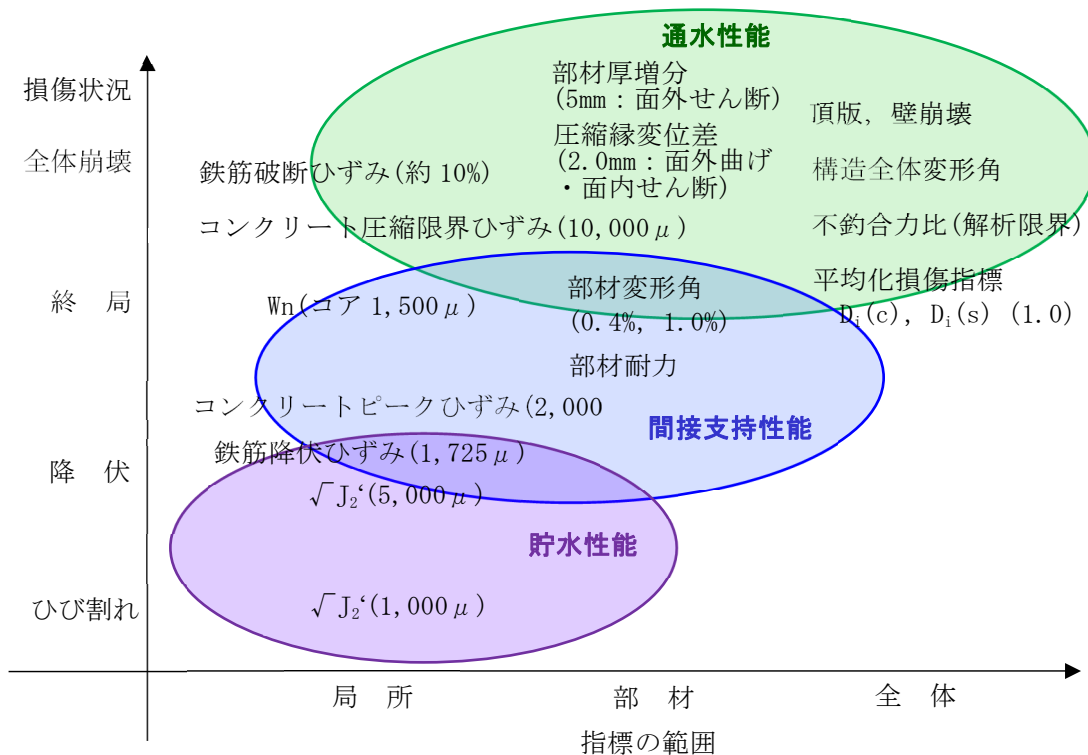 通水性能
損傷状況
部材厚増分
(5mm：面外せん断)
頂版, 壁崩壊
圧縮縁変位差
(2.0mm：面外曲げ
・面内せん断)
全体崩壊
鉄筋破断ひずみ(約10%)
構造全体変形角
コンクリート圧縮限界ひずみ(10,000μ)
不釣合力比(解析限界)
終　局
Wn(コア1,500μ)
部材変形角
(0.4%, 1.0%)
平均化損傷指標
Di(c), Di(s) (1.0)
部材耐力
コンクリートピークひずみ(2,000
間接支持性能
降　伏
鉄筋降伏ひずみ(1,725μ)
√J₂‘(5,000μ)
貯水性能
ひび割れ
√J₂‘(1,000μ)
局　所
部　材
全　体
指標の範囲